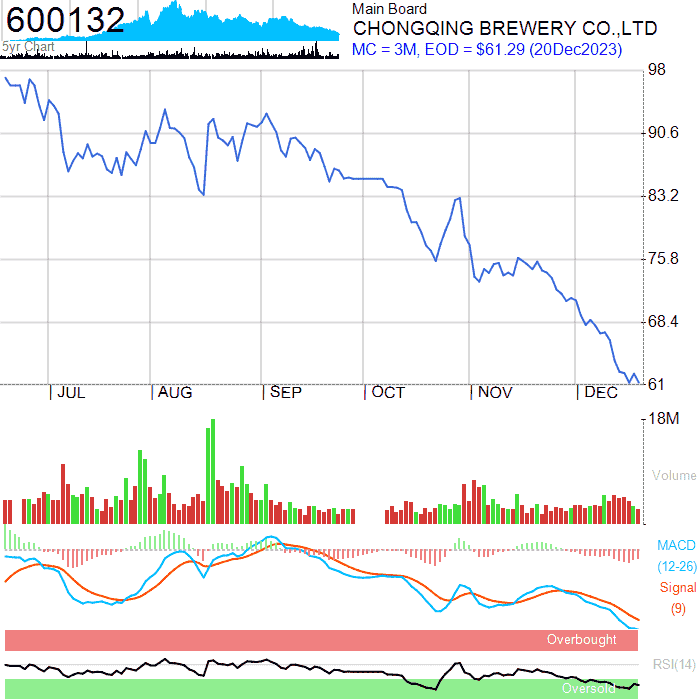 600132
5yr Chart
Main Board
CHONGQING BREWERY CO.,LTD
MC = 3M, EOD = $61.29 (20Dec2023)
98
90.6
83.2
75.8
68.4
61
JUL AUG SEP OCT NOV DEC
18M
Volume
MACD
(12-26)
Signal
(9)
Overbought
RSI(14)
Oversold